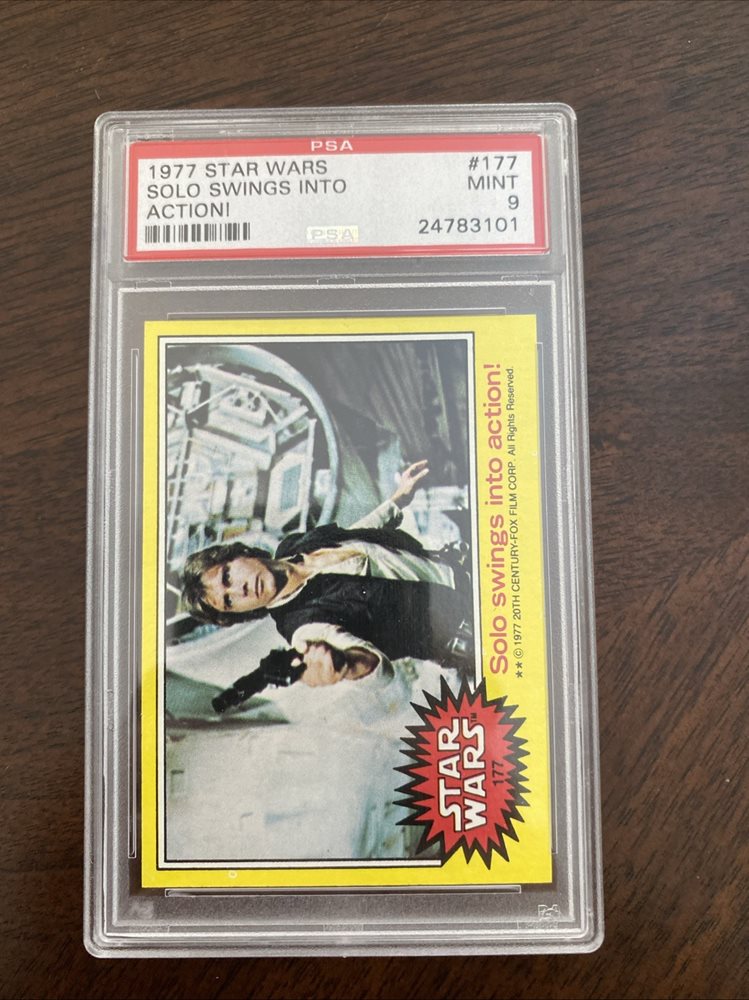 PSA
1977 STAR WARS #177
SOLO SWINGS INTO MINT
ACTION! 9
PSA 24783101
Solo swings into action!
★★ © 1977 20TH CENTURY-FOX FILM CORP. All Rights Reserved.
STAR
WARS™
177